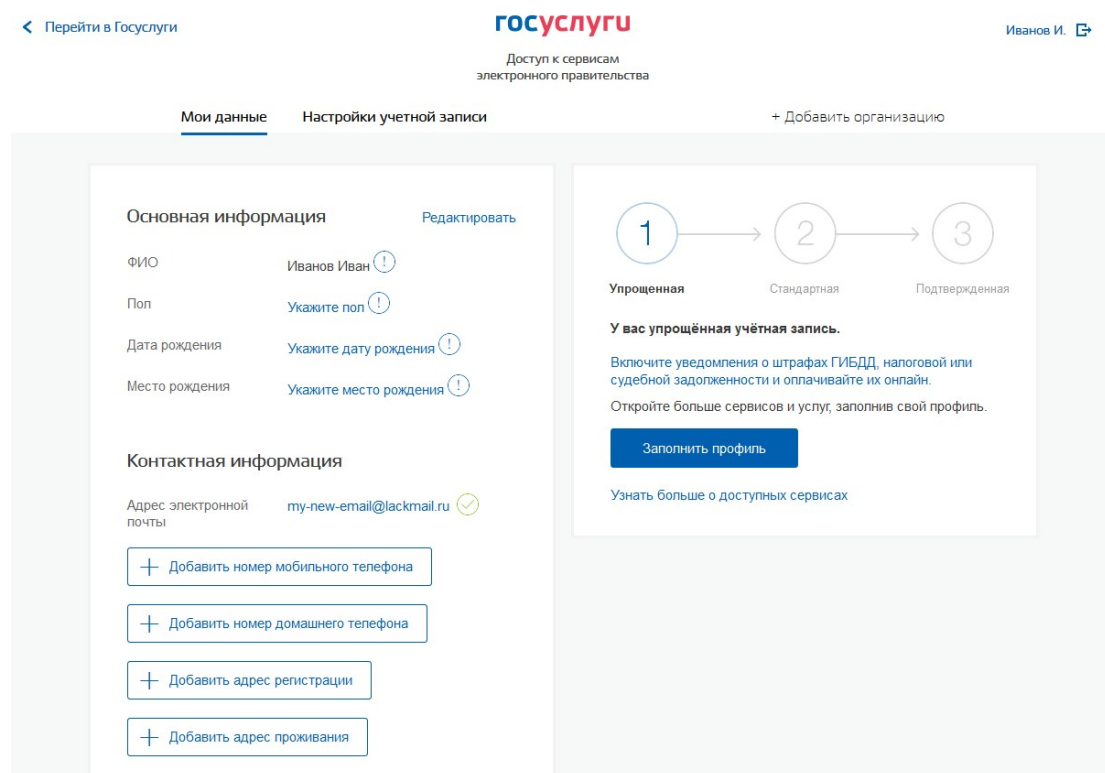 Перейти в Госуслуги
госуслуги
Иванов И.
Доступ к сервисам
электронного правительства
Мои данные
Настройки учетной записи
+ Добавить организацию
Основная информация
Редактировать
ФИО
Иванов Иван !
Пол
Укажите пол !
Дата рождения
Укажите дату рождения !
Место рождения
Укажите место рождения !
Контактная информация
Адрес электронной
почты
my-new-email@lackmail.ru
+ Добавить номер мобильного телефона
+ Добавить номер домашнего телефона
+ Добавить адрес регистрации
+ Добавить адрес проживания
1
2
3
Упрощенная
Стандартная
Подтвержденная
У вас упрощённая учётная запись.
Включите уведомления о штрафах ГИБДД, налоговой или
судебной задолженности и оплачивайте их онлайн.
Откройте больше сервисов и услуг, заполнив свой профиль.
Заполнить профиль
Узнать больше о доступных сервисах